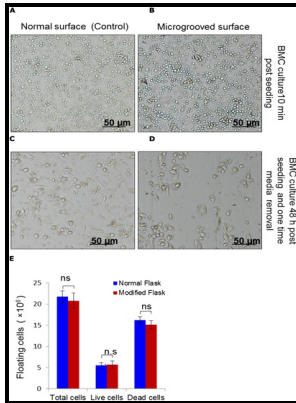 A
B
Normal surface (Control)
Microgrooved surface
50 µm
50 µm
BMC culture10 min
post seeding
C
D
50 µm
50 µm
BMC culture 48 h post
seeding and one time
media removal
E
Floating cells ( ×10⁶)
25
20
15
10
5
0
ns
n.s
ns
Normal Flask
Modified Flask
Total cells
Live cells
Dead cells